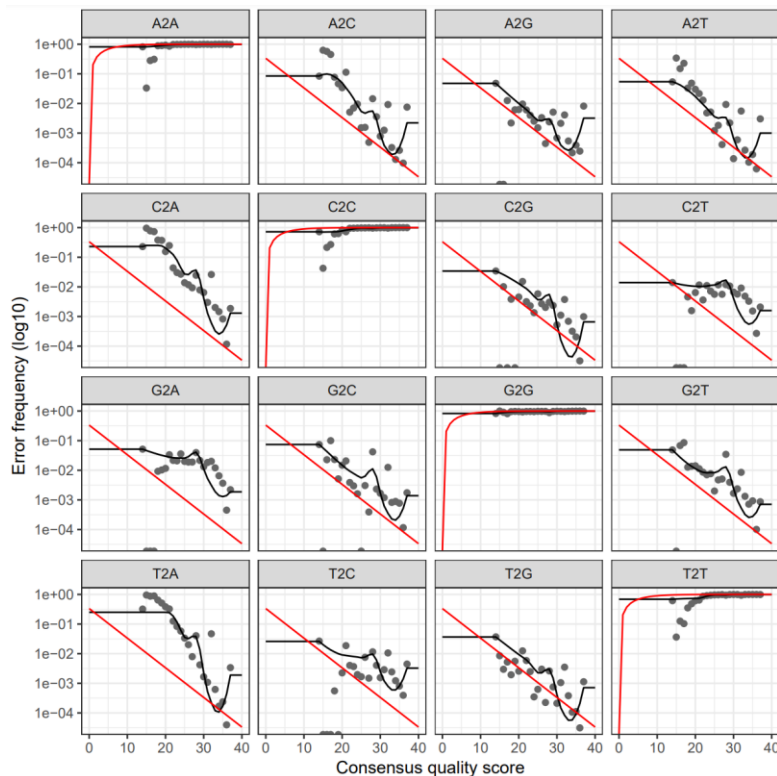 A2A A2C A2G A2T
1e+00
1e-01
1e-02
1e-03
1e-04
C2A C2C C2G C2T
1e+00
1e-01
1e-02
1e-03
1e-04
Error frequency (log10)
G2A G2C G2G G2T
1e+00
1e-01
1e-02
1e-03
1e-04
T2A T2C T2G T2T
1e+00
1e-01
1e-02
1e-03
1e-04
0 10 20 30 40 0 10 20 30 40 0 10 20 30 40 0 10 20 30 40
Consensus quality score